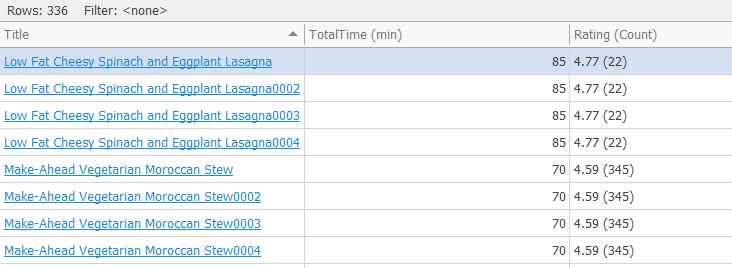 Rows: 336 Filter: <none>
Title TotalTime (min) Rating (Count)
Low Fat Cheesy Spinach and Eggplant Lasagna 85 4.77 (22)
Low Fat Cheesy Spinach and Eggplant Lasagna0002 85 4.77 (22)
Low Fat Cheesy Spinach and Eggplant Lasagna0003 85 4.77 (22)
Low Fat Cheesy Spinach and Eggplant Lasagna0004 85 4.77 (22)
Make-Ahead Vegetarian Moroccan Stew 70 4.59 (345)
Make-Ahead Vegetarian Moroccan Stew0002 70 4.59 (345)
Make-Ahead Vegetarian Moroccan Stew0003 70 4.59 (345)
Make-Ahead Vegetarian Moroccan Stew0004 70 4.59 (345)